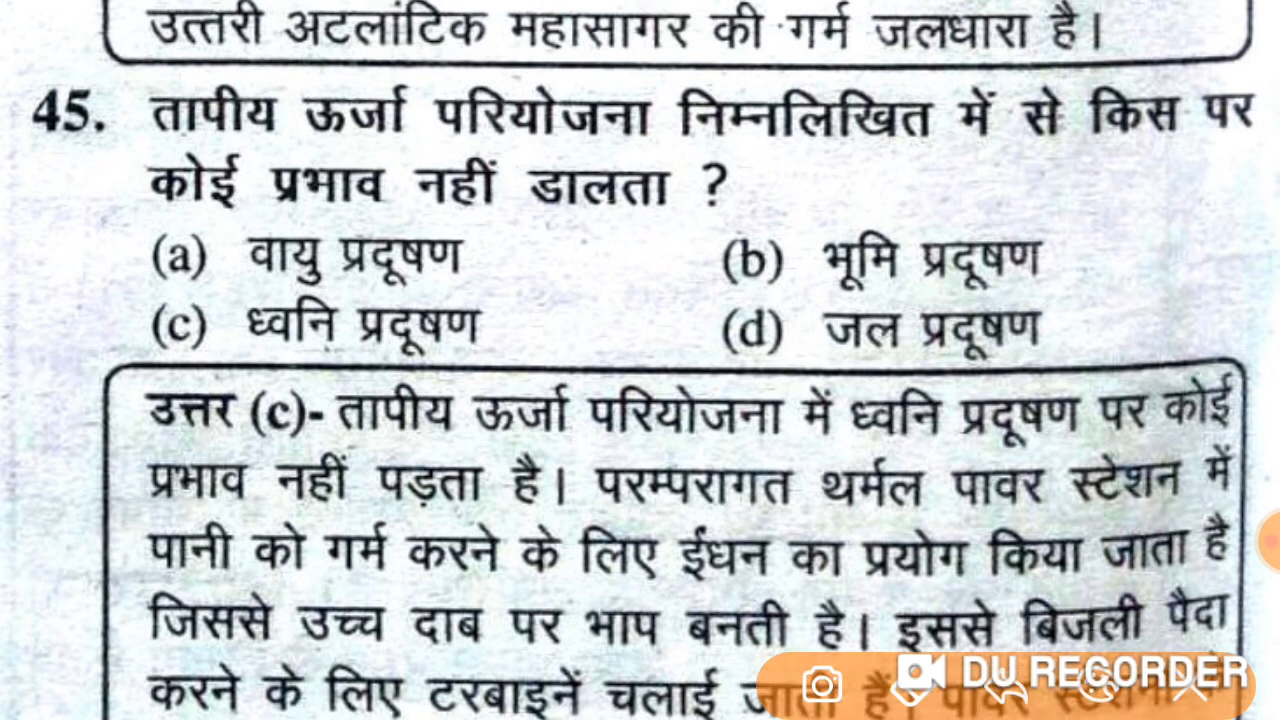 उत्तरी अटलांटिक महासागर की गर्म जलधारा है।
45. तापीय ऊर्जा परियोजना निम्नलिखित में से किस पर
कोई प्रभाव नहीं डालता ?
(a) वायु प्रदूषण (b) भूमि प्रदूषण
(c) ध्वनि प्रदूषण (d) जल प्रदूषण
उत्तर (c)- तापीय ऊर्जा परियोजना में ध्वनि प्रदूषण पर कोई
प्रभाव नहीं पड़ता है। परम्परागत थर्मल पावर स्टेशन में
पानी को गर्म करने के लिए ईंधन का प्रयोग किया जाता है
जिससे उच्च दाब पर भाप बनती है। इससे बिजली पैदा
करने के लिए टरबाइनें चलाई जाता हैं। पावर
DU RECORDER